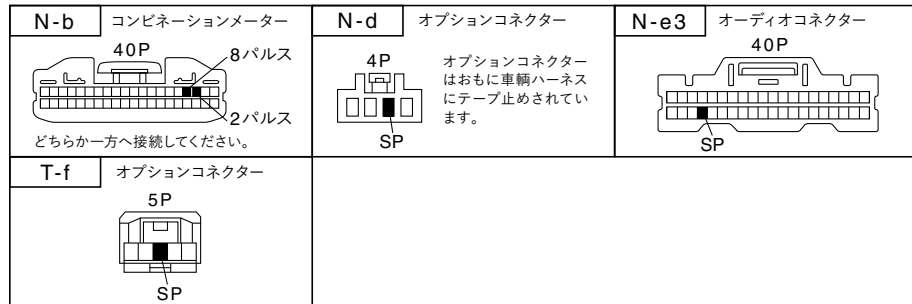 N-b コンビネーションメーター
40P
8パルス
2パルス
どちらか一方へ接続してください。
N-d オプションコネクター
4P
SP
オプションコネクター
はおもに車輌ハーネス
にテープ止めされてい
ます。
N-e3 オーディオコネクター
40P
SP
T-f オプションコネクター
5P
SP